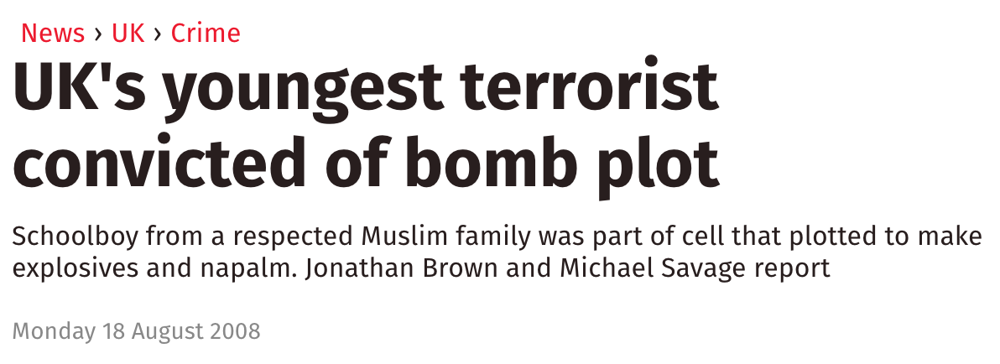 News › UK › Crime
UK's youngest terrorist
convicted of bomb plot
Schoolboy from a respected Muslim family was part of cell that plotted to make
explosives and napalm. Jonathan Brown and Michael Savage report
Monday 18 August 2008